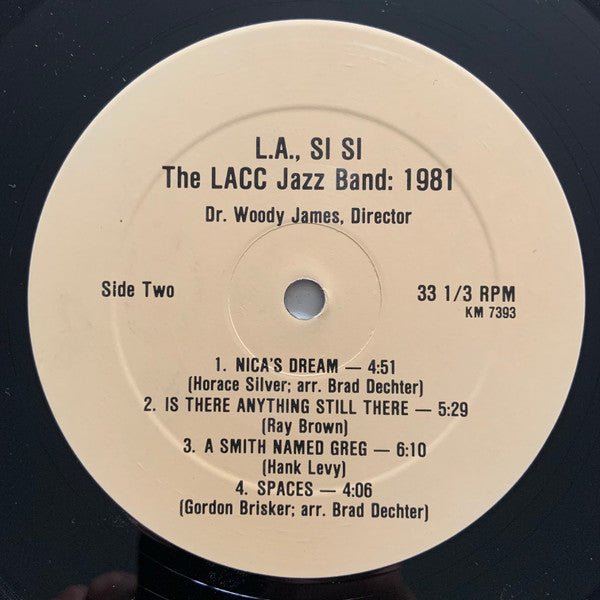 L.A., SI SI
The LACC Jazz Band: 1981
Dr. Woody James, Director
Side Two
33 1/3 RPM
KM 7393
1. NICA'S DREAM — 4:51
(Horace Silver; arr. Brad Dechter)
2. IS THERE ANYTHING STILL THERE — 5:29
(Ray Brown)
3. A SMITH NAMED GREG — 6:10
(Hank Levy)
4. SPACES — 4:06
(Gordon Brisker; arr. Brad Dechter)